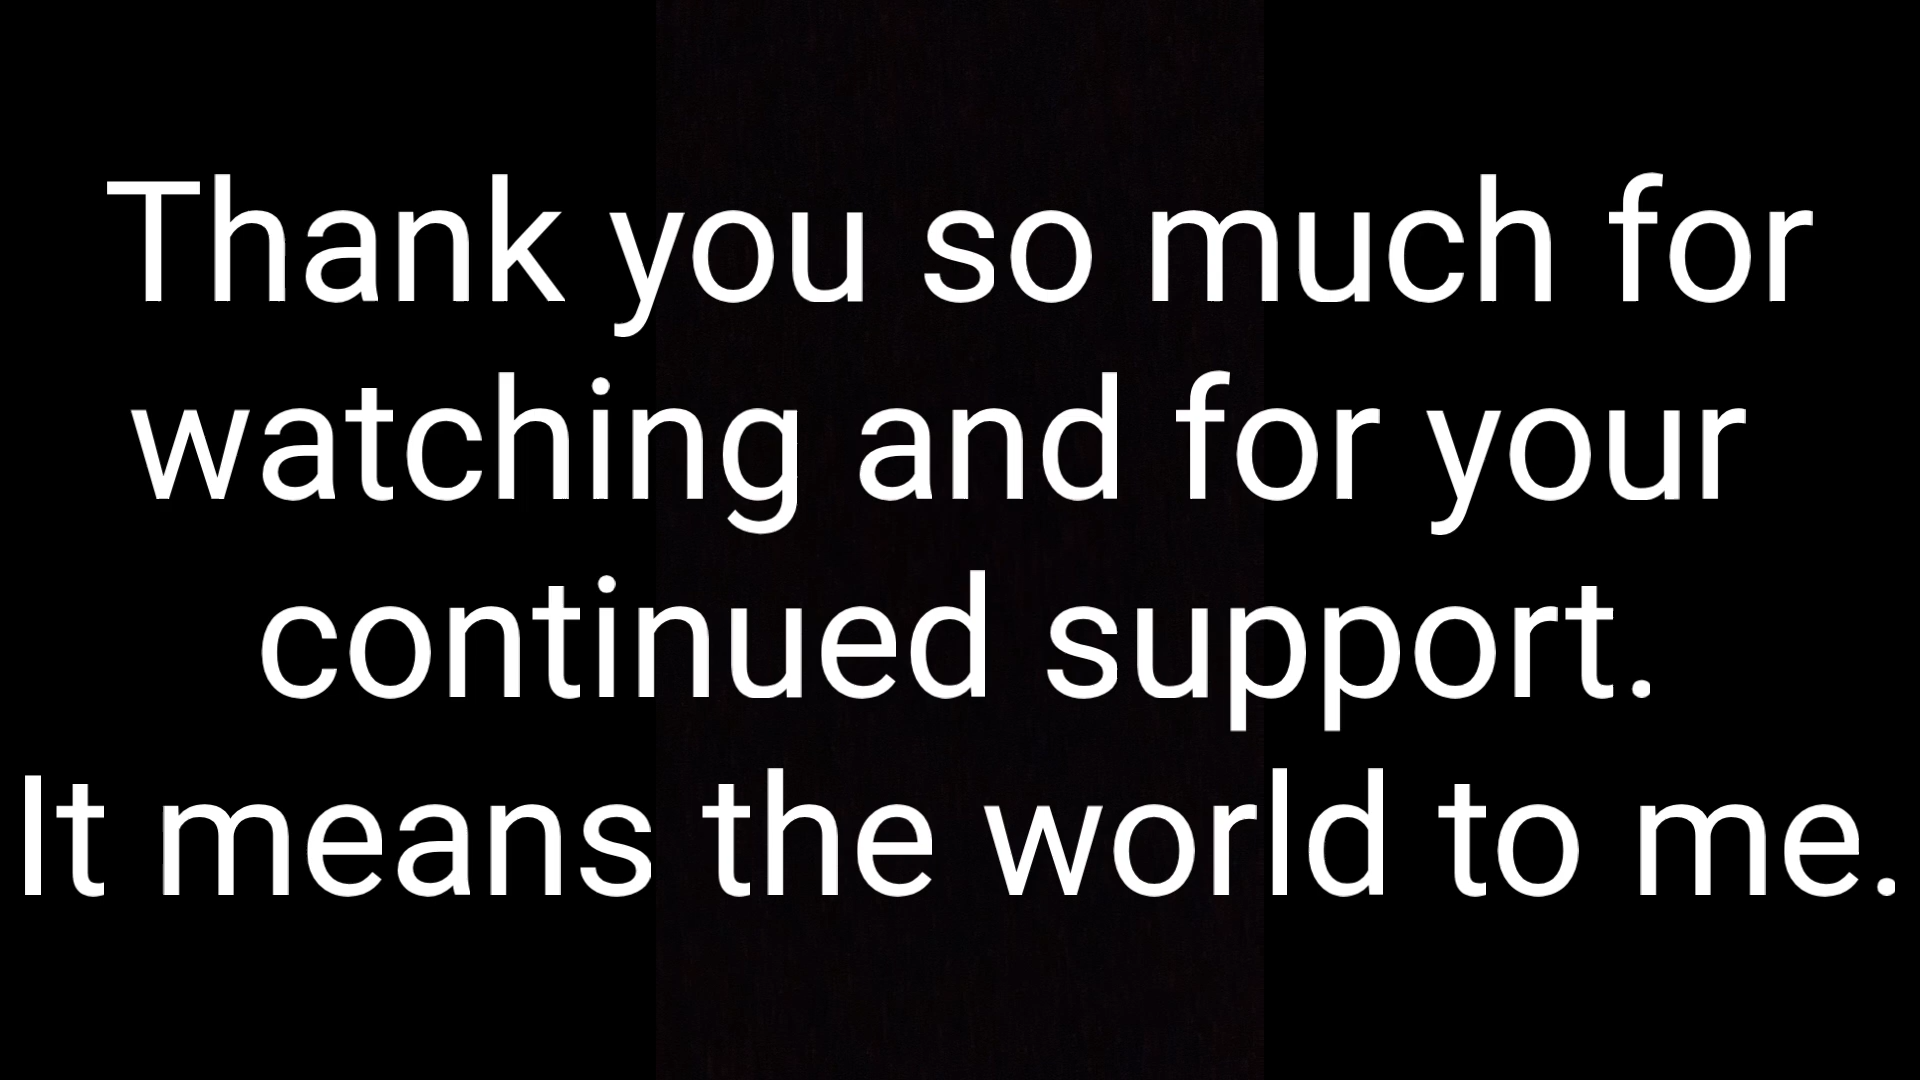 Thank you so much for
watching and for your
continued support.
It means the world to me.